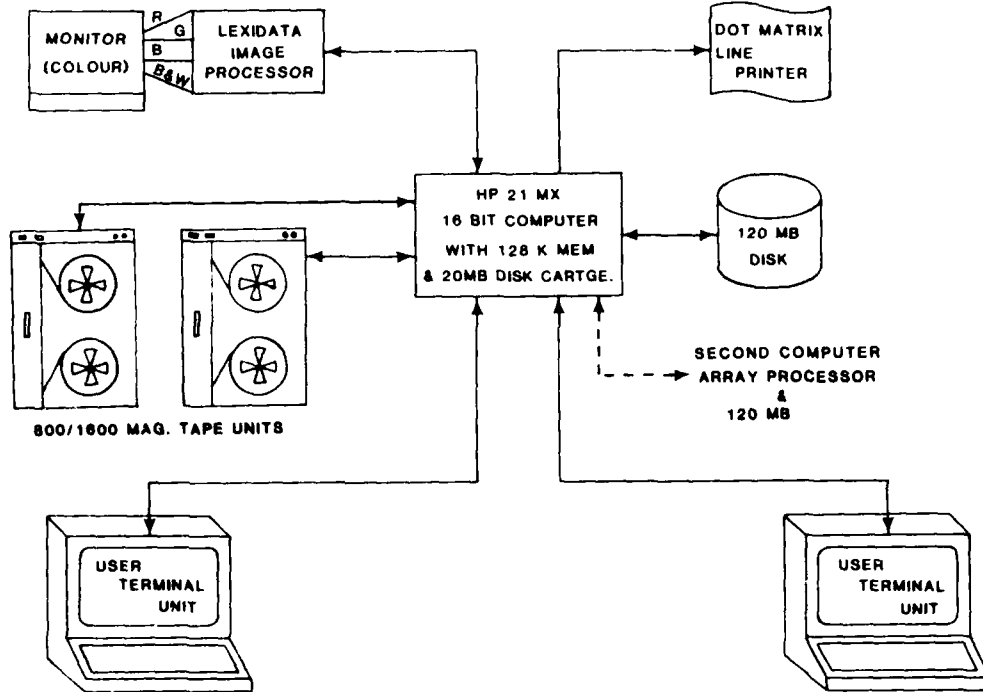 MONITOR
(COLOUR)
R
G
B
B&W
LEXIDATA
IMAGE
PROCESSOR
DOT MATRIX
LINE
PRINTER
HP 21 MX
16 BIT COMPUTER
WITH 128 K MEM
& 20MB DISK CARTGE.
120 MB
DISK
SECOND COMPUTER
ARRAY PROCESSOR
&
120 MB
800/1600 MAG. TAPE UNITS
USER
TERMINAL
UNIT
USER
TERMINAL
UNIT